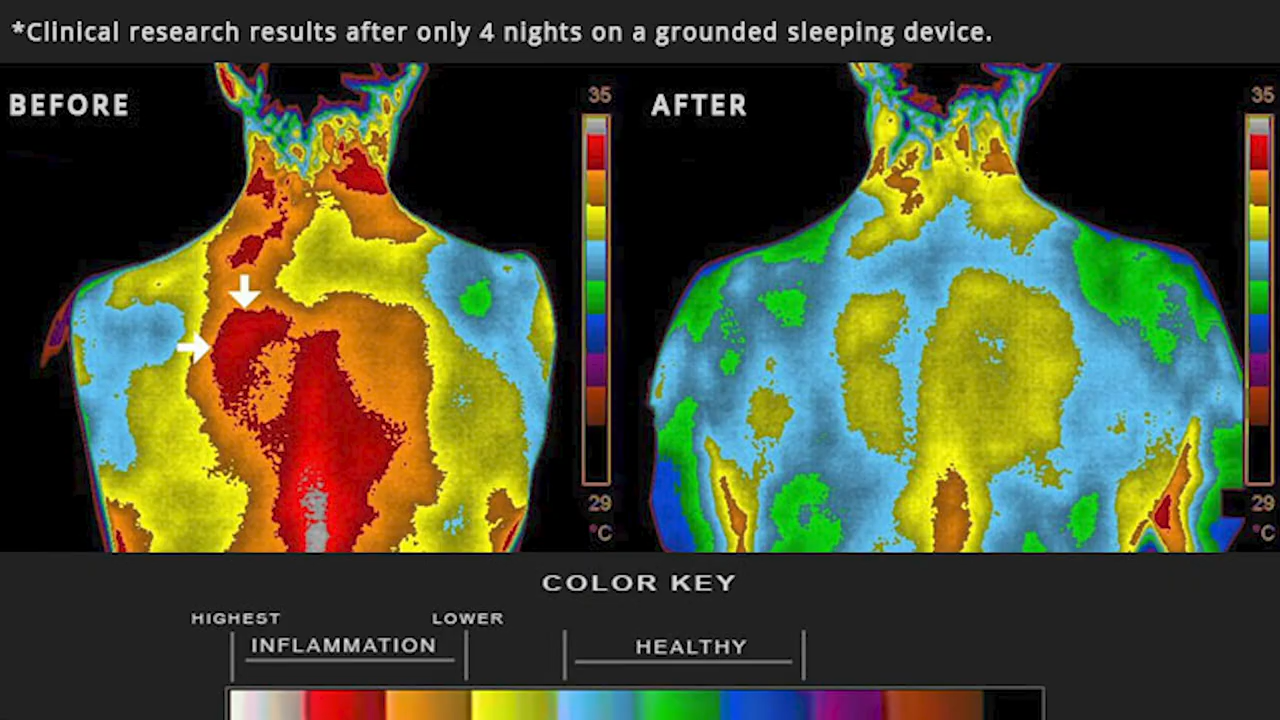 *Clinical research results after only 4 nights on a grounded sleeping device.
BEFORE
35
AFTER
35
29
°C
29
°C
COLOR KEY
HIGHEST
LOWER
INFLAMMATION
HEALTHY